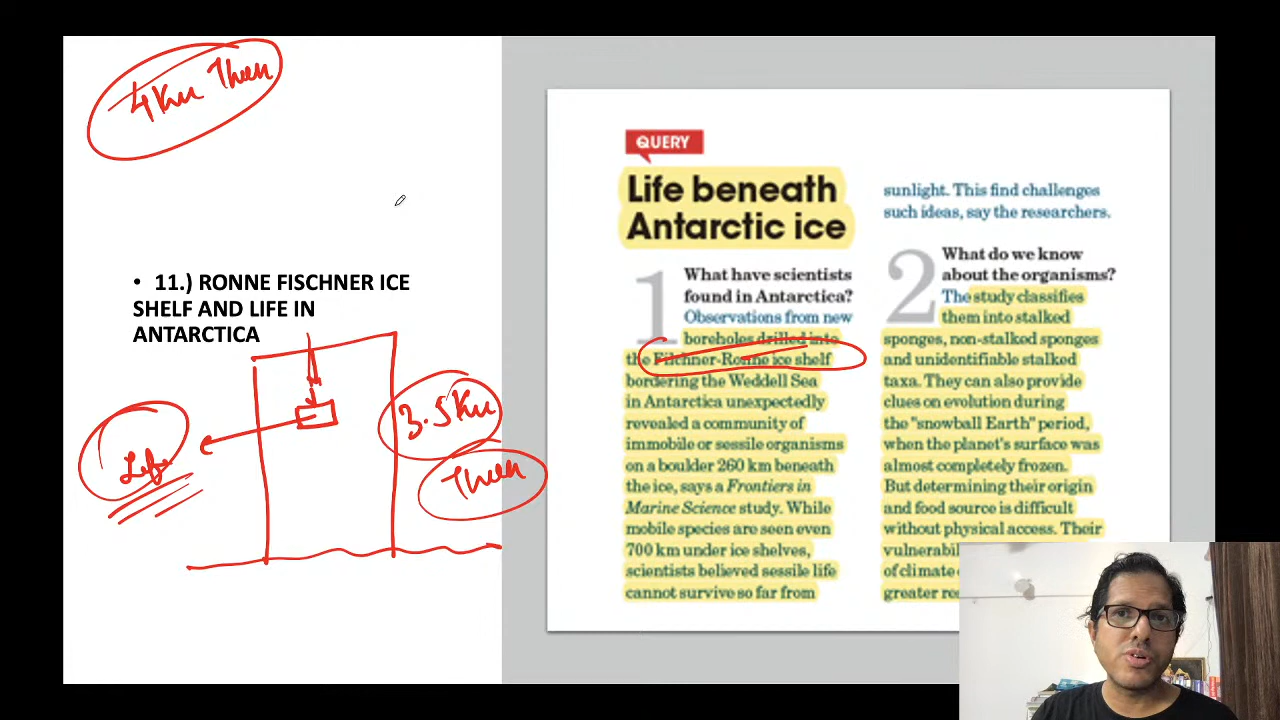 4Km Thick
• 11.) RONNE FISCHNER ICE
SHELF AND LIFE IN
ANTARCTICA
3.5 Km
Life
QUERY
Life beneath
Antarctic ice
1
What have scientists
found in Antarctica?
Observations from new
boreholes drilled into
the Filchner-Ronne ice shelf
bordering the Weddell Sea
in Antarctica unexpectedly
revealed a community of
immobile or sessile organisms
on a boulder 260 km beneath
the ice, says a Frontiers in
Marine Science study. While
mobile species are seen even
700 km under ice shelves,
scientists believed sessile life
cannot survive so far from
sunlight. This find challenges
such ideas, say the researchers.
2
What do we know
about the organisms?
The study classifies
them into stalked
sponges, non-stalked sponges
and unidentifiable stalked
taxa. They can also provide
clues on evolution during
the "snowball Earth" period,
when the planet's surface was
almost completely frozen.
But determining their origin
and food source is difficult
without physical access. Their
of climate
greater